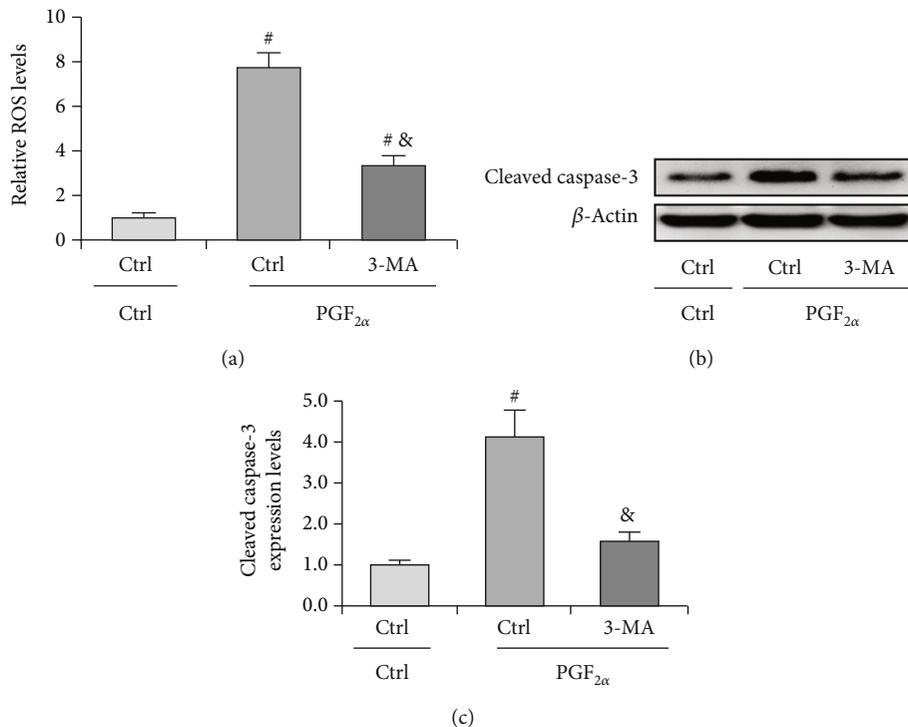 10
8
6
4
2
0
Relative ROS levels
#
# &
Ctrl Ctrl 3-MA
Ctrl PGF2α
(a)
Cleaved caspase-3
β-Actin
Ctrl Ctrl 3-MA
Ctrl PGF2α
(b)
5.0
4.0
3.0
2.0
1.0
0.0
Cleaved caspase-3
expression levels
#
&
Ctrl Ctrl 3-MA
Ctrl PGF2α
(c)